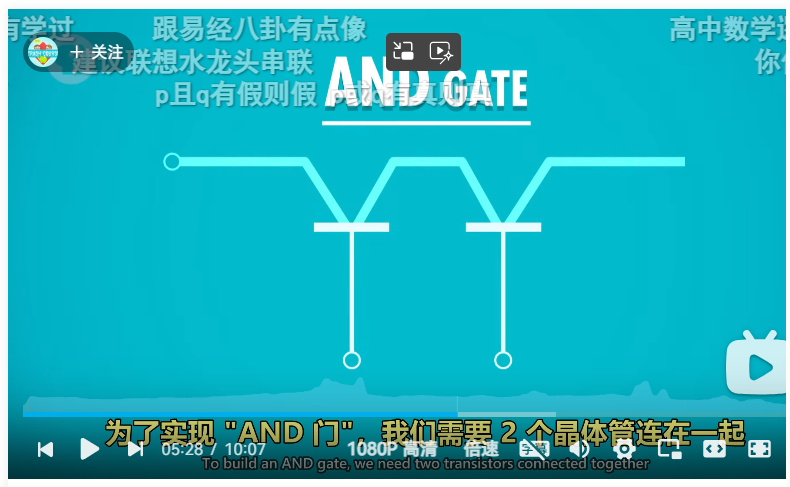 有学过
跟易经八卦有点像
高中数学
+ 关注
建议联想水龙头串联
你
p且q有假则假
AND GATE
为了实现 "AND 门", 我们需要 2 个晶体管连在一起
05:28 / 10:07
1080P 高清
倍速
To build an AND gate, we need two transistors connected together